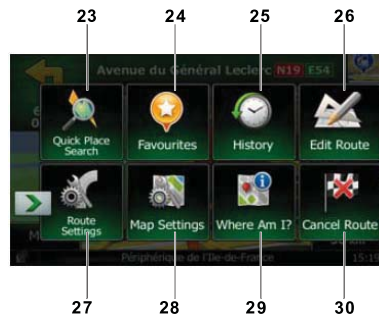 23 24 25 26
Avenue du Général Leclerc N19 E54
Quick Place
Search
Favourites
History
Edit Route
Route
Settings
Map Settings
Where Am I?
Cancel Route
Périphérique de l'Ile-de-France 15:19
27 28 29 30